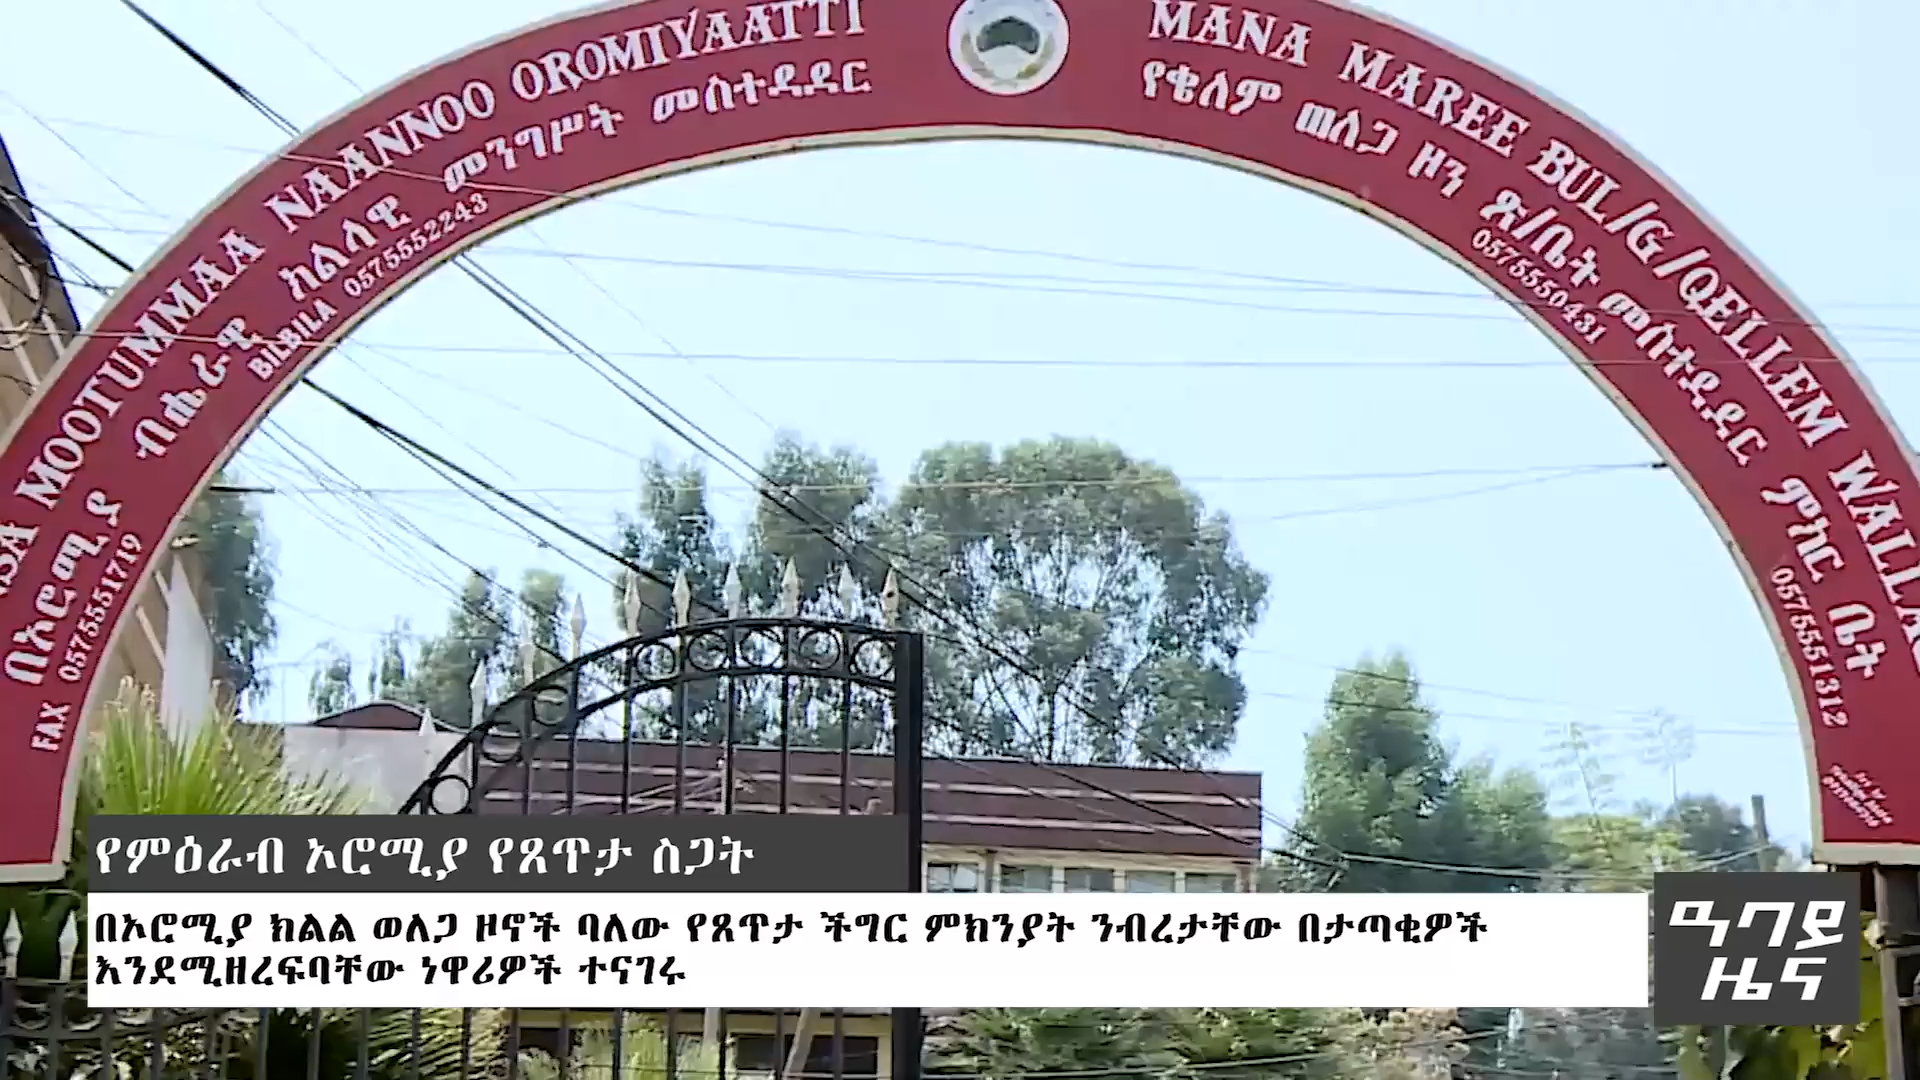 MOOTUMMAA NAANNOO OROMIYAATTI
በኦሮሚያ ብሔራዊ ክልላዊ መንግሥት መስተዳደር
FAX 0575551719
BILBILA 0575552243
MANA MAREE BUL/G/QELLEM
የቄለም ወለጋ ዞን ጽ/ቤት መስተዳደር ምክር ቤት
0575550431
0575551312
የምዕራብ ኦሮሚያ የጸጥታ ስጋት
በኦሮሚያ ክልል ወለጋ ዞኖች ባለው የጸጥታ ችግር ምክንያት ንብረታቸው በታጣቂዎች
እንደሚዘረፍባቸው ነዋሪዎች ተናገሩ
ዓባይ
ዜና